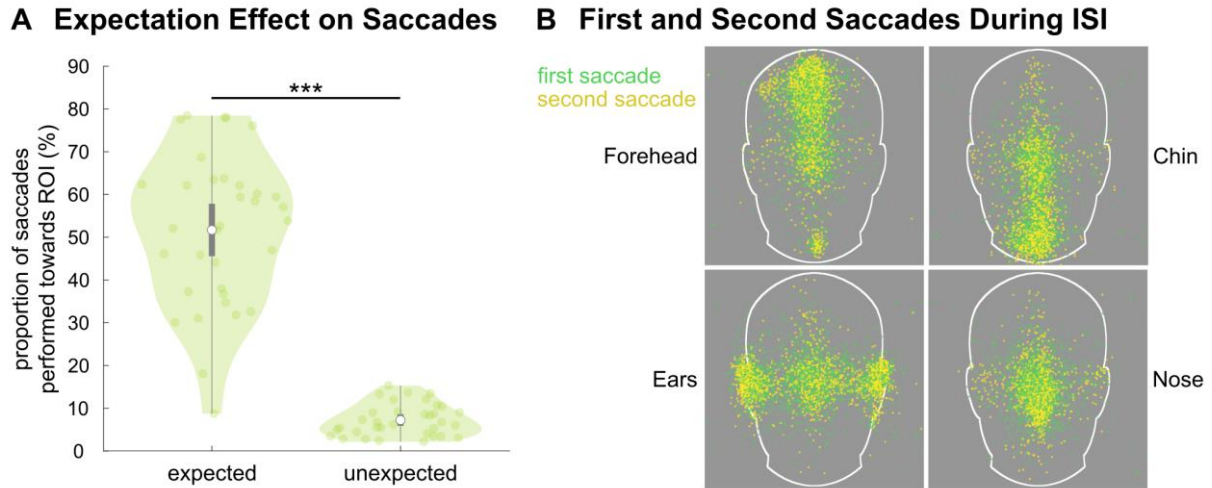 A Expectation Effect on Saccades
proportion of saccades
performed towards ROI (%)
90
80
70
60
50
40
30
20
10
0
***
expected
unexpected
B First and Second Saccades During ISI
first saccade
second saccade
Forehead
Chin
Ears
Nose